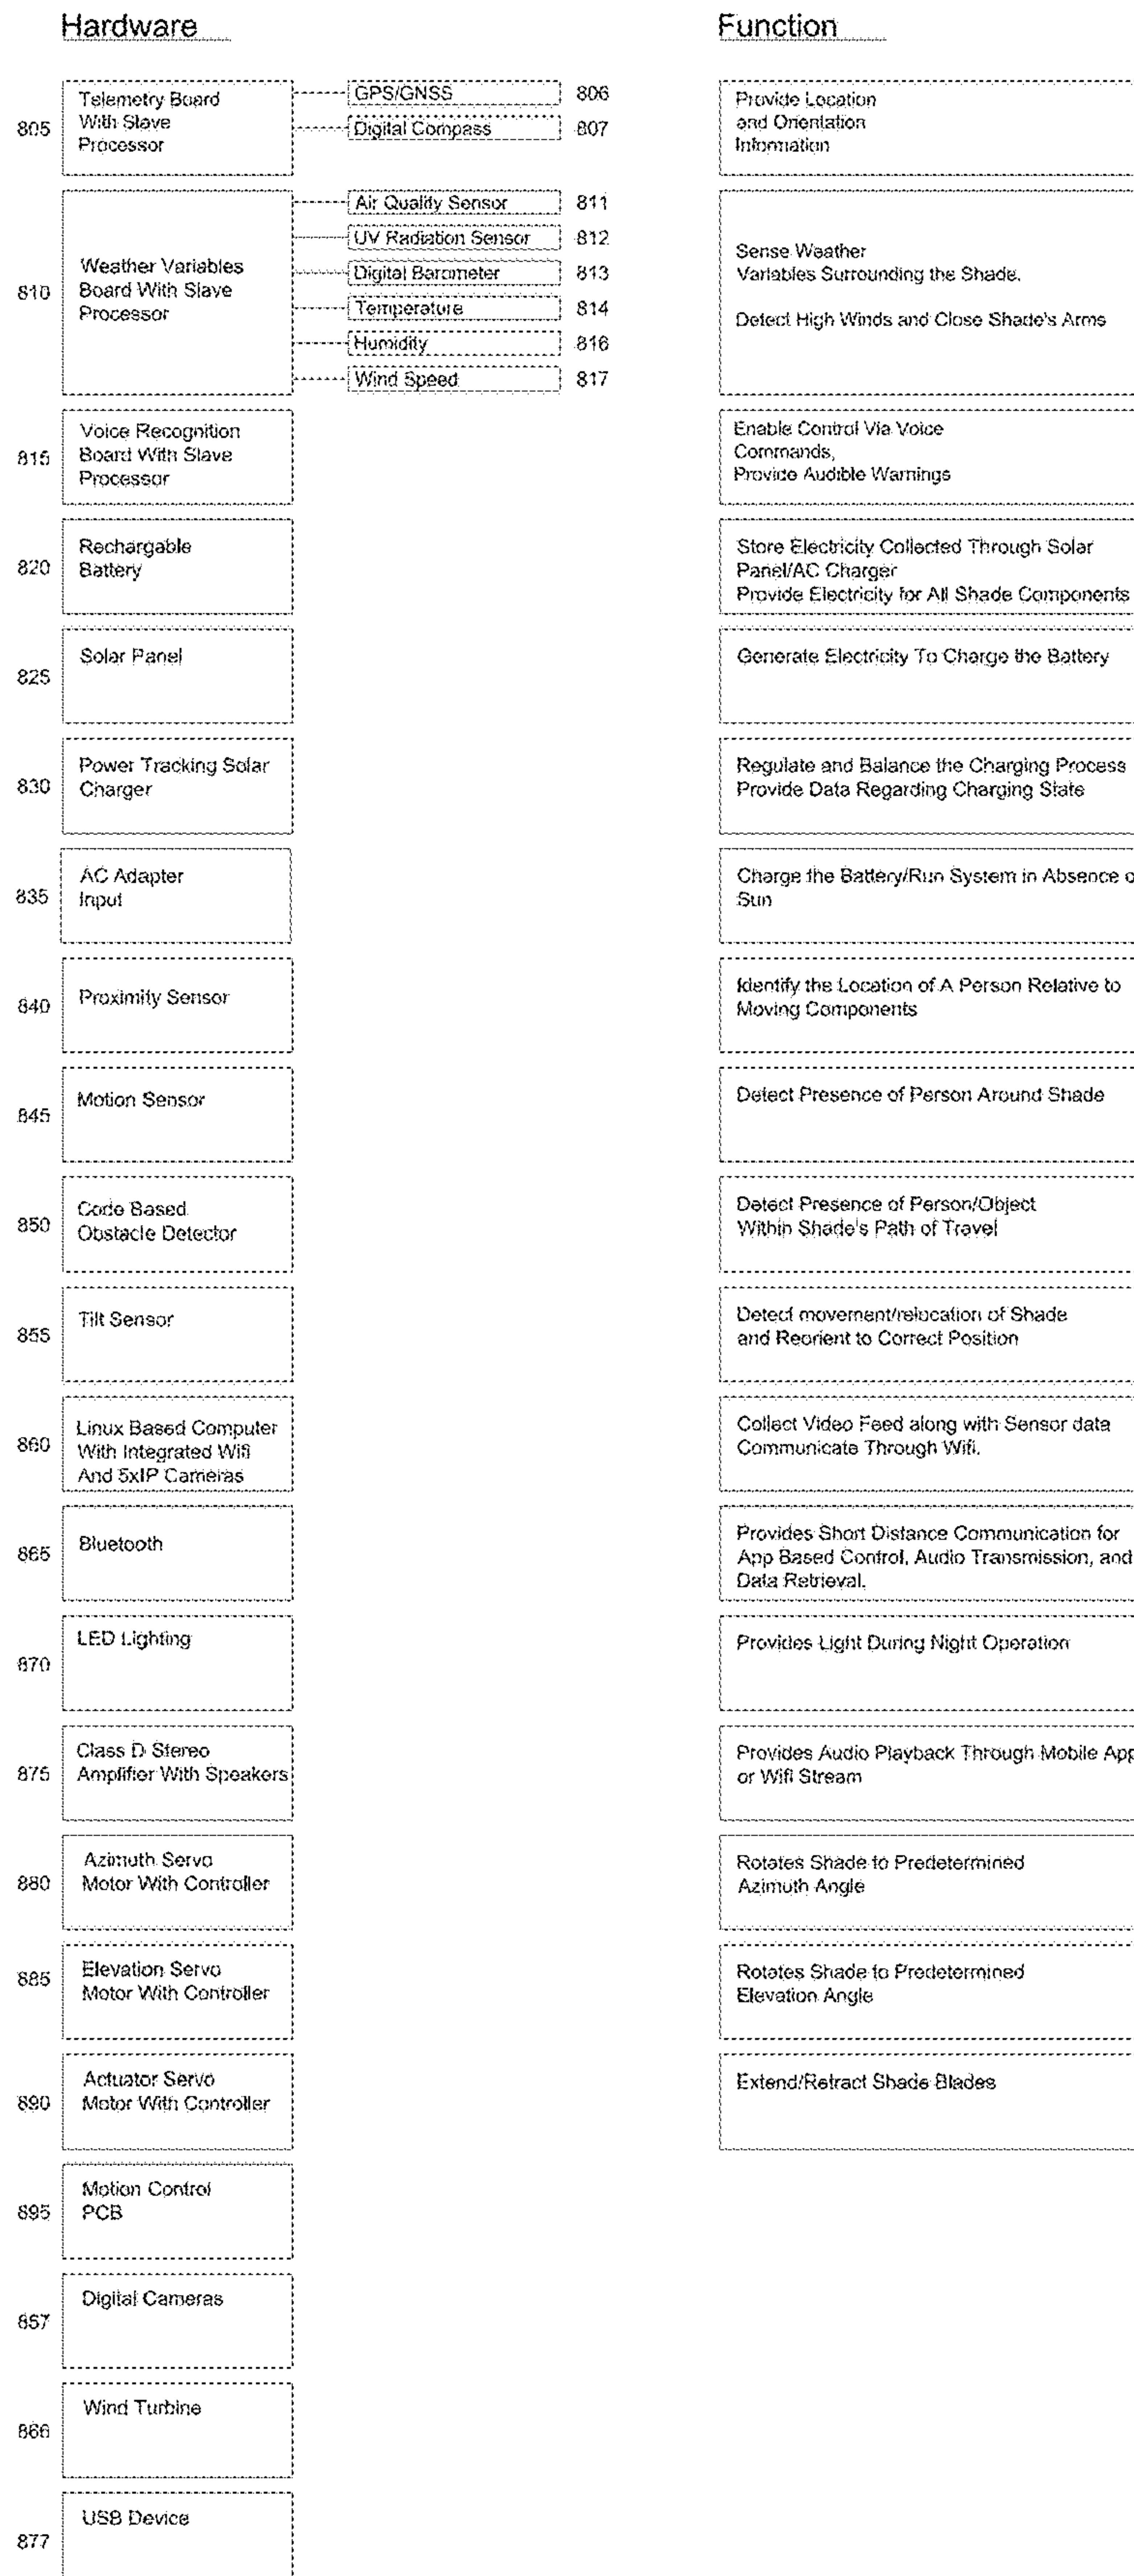 Hardware
Function
805
Telemetry Board
With Slave
Processor
GPS/GNSS
806
Digital Compass
807
Provide Location
and Orientation
Information
810
Weather Variables
Board With Slave
Processor
Air Quality Sensor
811
UV Radiation Sensor
812
Digital Barometer
813
Temperature
814
Humidity
816
Wind Speed
817
Sense Weather
Variables Surrounding the Shade.
Detect High Winds and Close Shade's Arms
815
Voice Recognition
Board With Slave
Processor
Enable Control Via Voice
Commands,
Provide Audible Warnings
820
Rechargable
Battery
Store Electricity Collected Through Solar
Panel/AC Charger
Provide Electricity for All Shade Components
825
Solar Panel
Generate Electricity To Charge the Battery
830
Power Tracking Solar
Charger
Regulate and Balance the Charging Process
Provide Data Regarding Charging State
835
AC Adapter
Input
Charge the Battery/Run System in Absence o
Sun
840
Proximity Sensor
Identify the Location of A Person Relative to
Moving Components
845
Motion Sensor
Detect Presence of Person Around Shade
850
Code Based
Obstacle Detector
Detect Presence of Person/Object
Within Shade's Path of Travel
855
Tilt Sensor
Detect movement/relocation of Shade
and Reorient to Correct Position
860
Linux Based Computer
With Integrated Wifi
And 5xIP Cameras
Collect Video Feed along with Sensor data
Communicate Through Wifi.
865
Bluetooth
Provides Short Distance Communication for
App Based Control, Audio Transmission, and
Data Retrieval.
870
LED Lighting
Provides Light During Night Operation
875
Class D Stereo
Amplifier With Speakers
Provides Audio Playback Through Mobile App
or Wifi Stream
880
Azimuth Servo
Motor With Controller
Rotates Shade to Predetermined
Azimuth Angle
885
Elevation Servo
Motor With Controller
Rotates Shade to Predetermined
Elevation Angle
890
Actuator Servo
Motor With Controller
Extend/Retract Shade Blades
895
Motion Control
PCB
857
Digital Cameras
866
Wind Turbine
877
USB Device